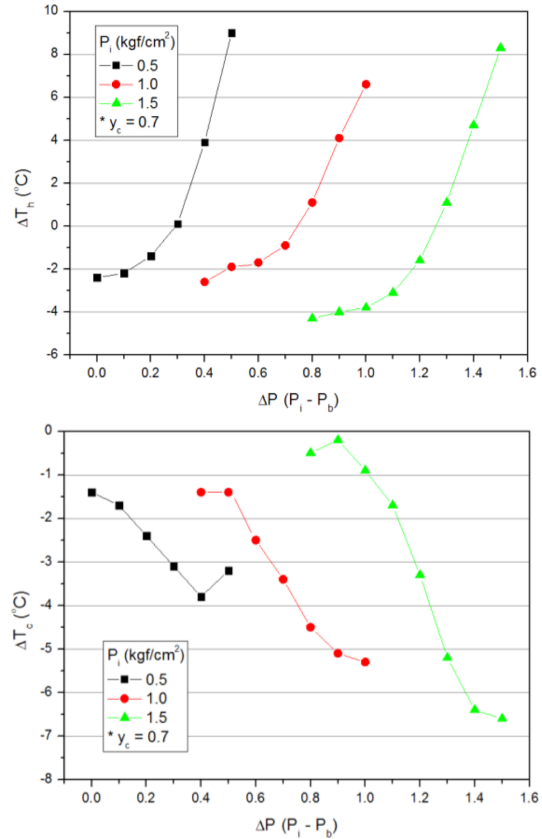 10
8
6
4
2
0
-2
-4
-6
ΔT_h (°C)
P_i (kgf/cm²)
0.5
1.0
1.5
* y_c = 0.7
0.0 0.2 0.4 0.6 0.8 1.0 1.2 1.4 1.6
ΔP (P_i - P_b)
0
-1
-2
-3
-4
-5
-6
-7
-8
ΔT_c (°C)
P_i (kgf/cm²)
0.5
1.0
1.5
* y_c = 0.7
0.0 0.2 0.4 0.6 0.8 1.0 1.2 1.4 1.6
ΔP (P_i - P_b)